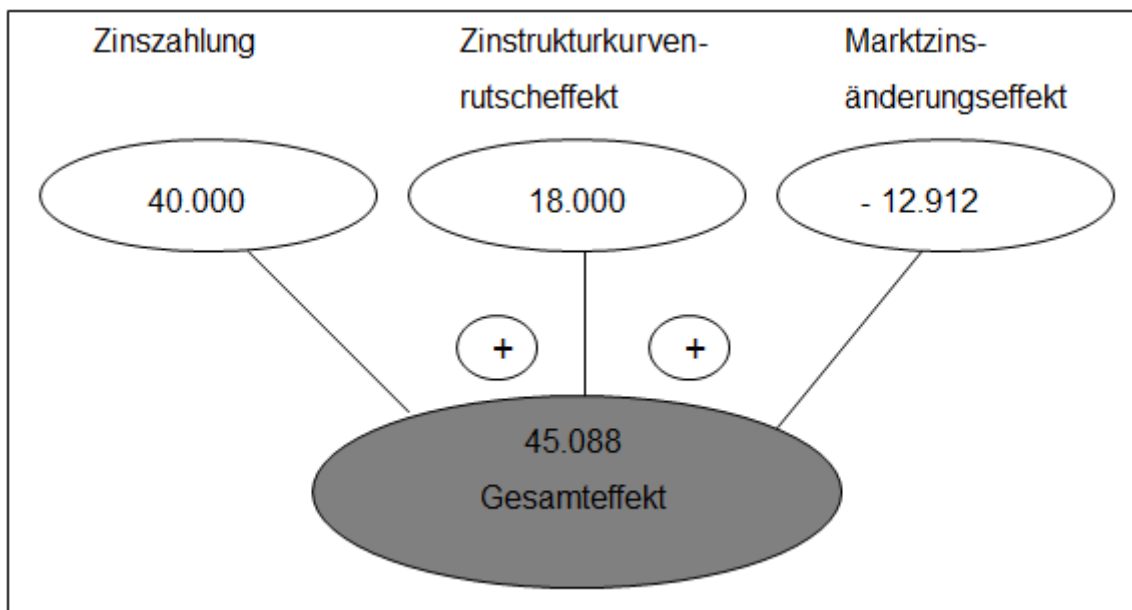 Zinszahlung
Zinstrukturkurven-
rutscheffekt
Marktzins-
änderungseffekt
40.000
18.000
- 12.912
+
+
45.088
Gesamteffekt